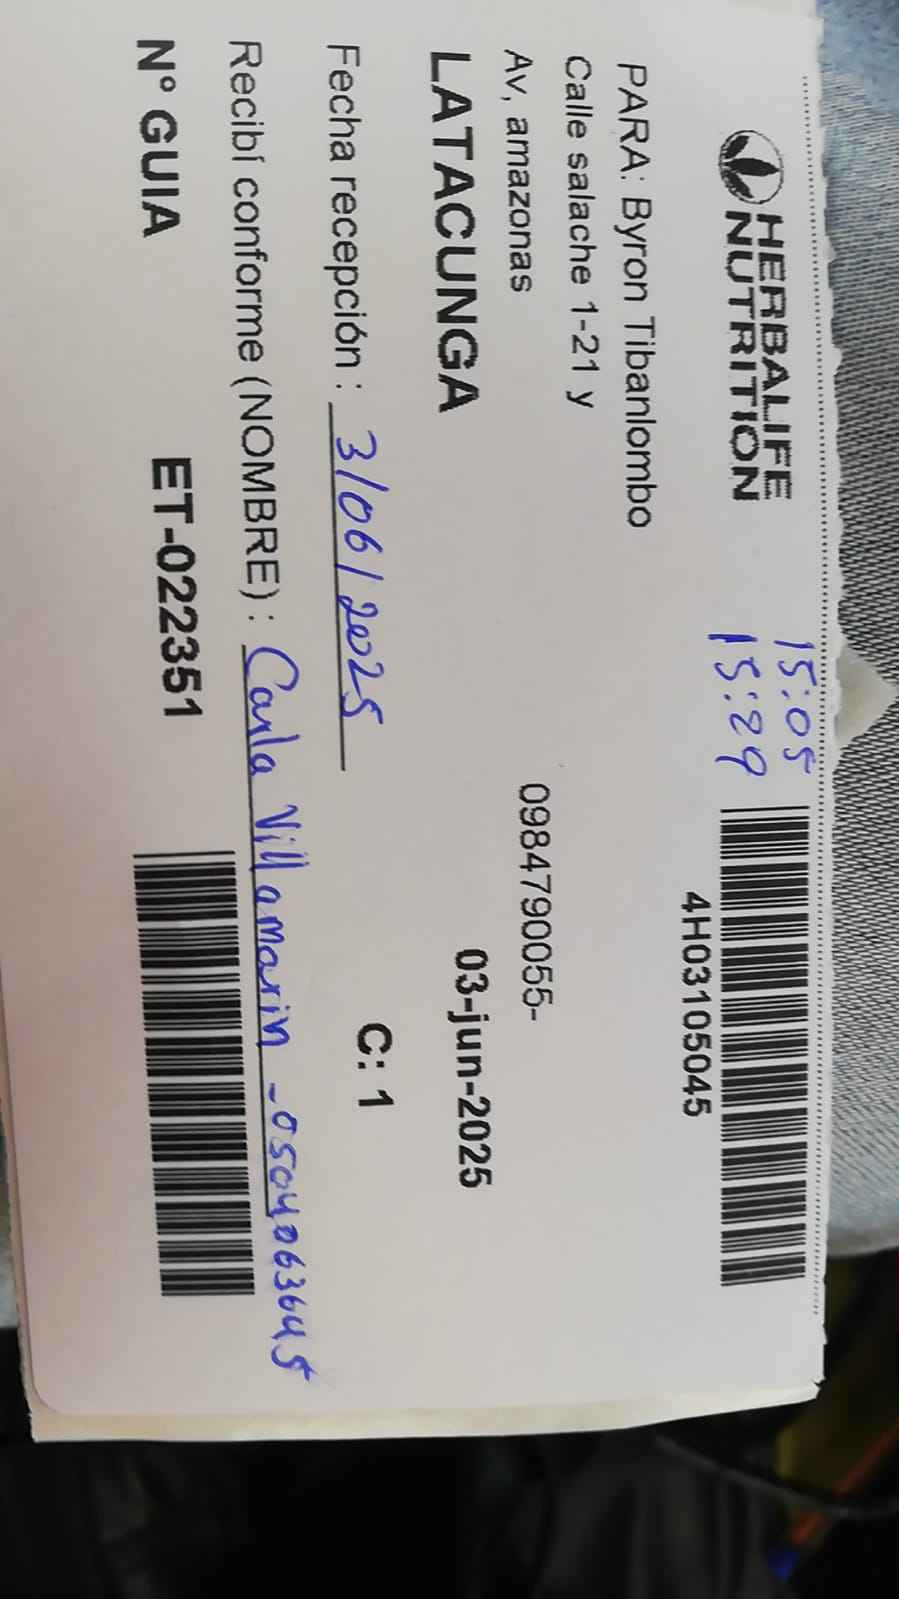 HERBALIFE
NUTRITION
15:05
15:29
4H03105045
PARA: Byron Tibanlombo
Calle salache 1-21 y
Av, amazonas
0984790055-
LATACUNGA
03-jun-2025
Fecha recepción : 3/06/2025
C: 1
Recibí conforme (NOMBRE) : Carla Villamarin - 0504063645
N° GUIA ET-022351